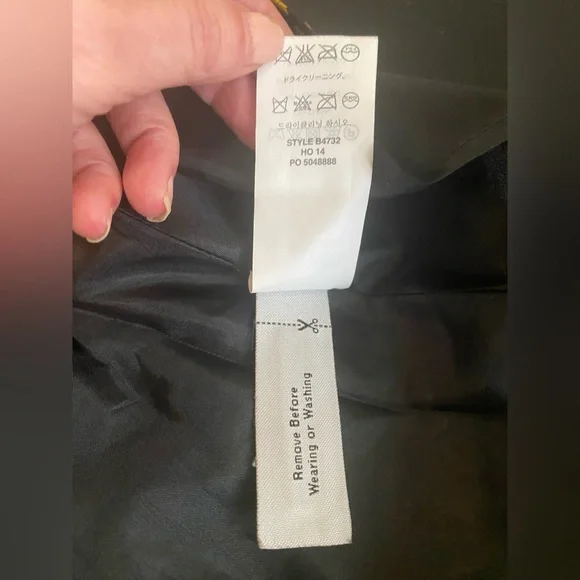 ドライクリーニング。
드라이클리닝 하시오.
STYLE B4732
HO 14
PO 5048888
Remove Before
Wearing or Washing